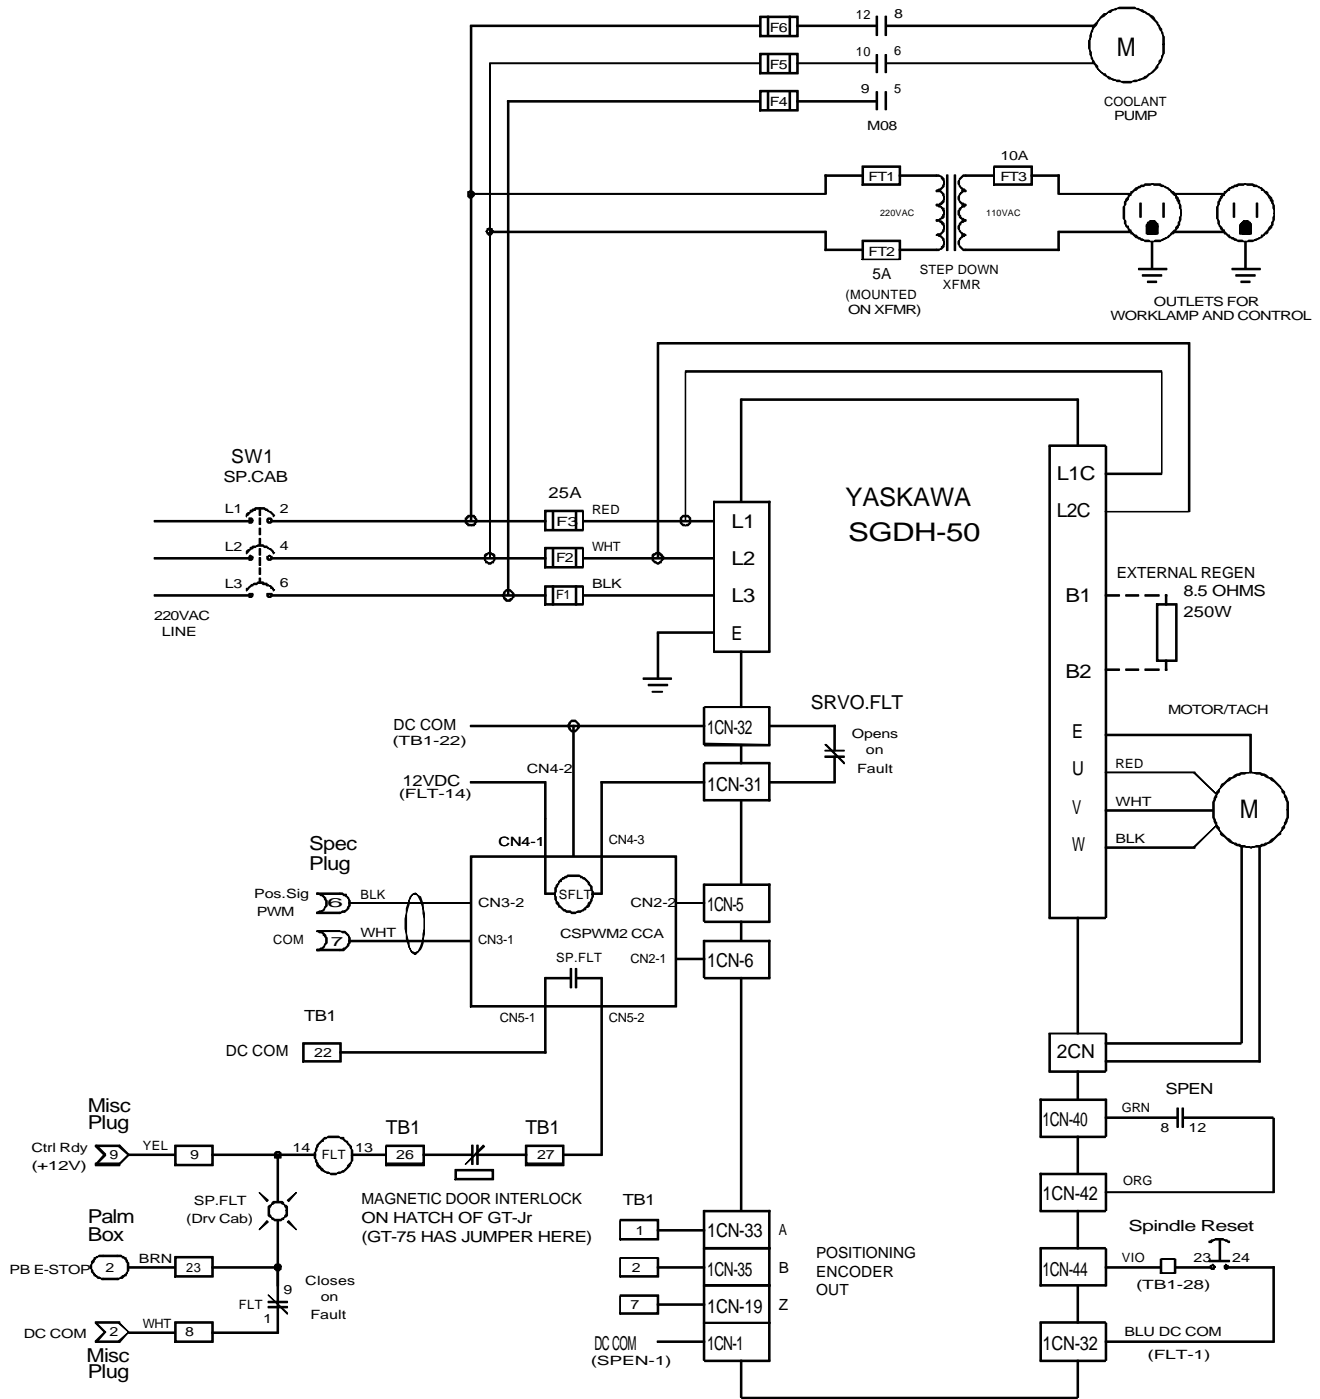 F6
12
8
F5
10
6
F4
9
5
M08
M
COOLANT
PUMP
FT1
220VAC
FT2
5A
(MOUNTED
ON XFMR)
STEP DOWN
XFMR
10A
FT3
110VAC
OUTLETS FOR
WORKLAMP AND CONTROL
SW1
SP.CAB
L1
2
L2
4
L3
6
220VAC
LINE
25A
F3
RED
F2
WHT
F1
BLK
L1
L2
L3
E
YASKAWA
SGDH-50
L1C
L2C
B1
B2
E
U
V
W
EXTERNAL REGEN
8.5 OHMS
250W
MOTOR/TACH
RED
WHT
BLK
M
DC COM
(TB1-22)
CN4-2
12VDC
(FLT-14)
CN4-1
CN4-3
1CN-32
1CN-31
SRVO.FLT
Opens
on
Fault
Spec
Plug
Pos.Sig
PWM
6
BLK
COM
7
WHT
CN3-2
CN3-1
SFLT
CN2-2
CSPWM2 CCA
CN2-1
SP.FLT
CN5-1
CN5-2
1CN-5
1CN-6
TB1
DC COM
22
Misc
Plug
Ctrl Rdy
(+12V)
9
YEL
9
14
FLT
13
TB1
26
TB1
27
MAGNETIC DOOR INTERLOCK
ON HATCH OF GT-Jr
(GT-75 HAS JUMPER HERE)
SP.FLT
(Drv Cab)
Palm
Box
PB E-STOP
2
BRN
23
FLT
9
1
Closes
on
Fault
DC COM
2
WHT
8
Misc
Plug
TB1
1
1CN-33
A
2
1CN-35
B
7
1CN-19
Z
DC COM
(SPEN-1)
1CN-1
POSITIONING
ENCODER
OUT
2CN
1CN-40
GRN
SPEN
8
12
1CN-42
ORG
Spindle Reset
1CN-44
VIO
(TB1-28)
23
24
1CN-32
BLU DC COM
(FLT-1)